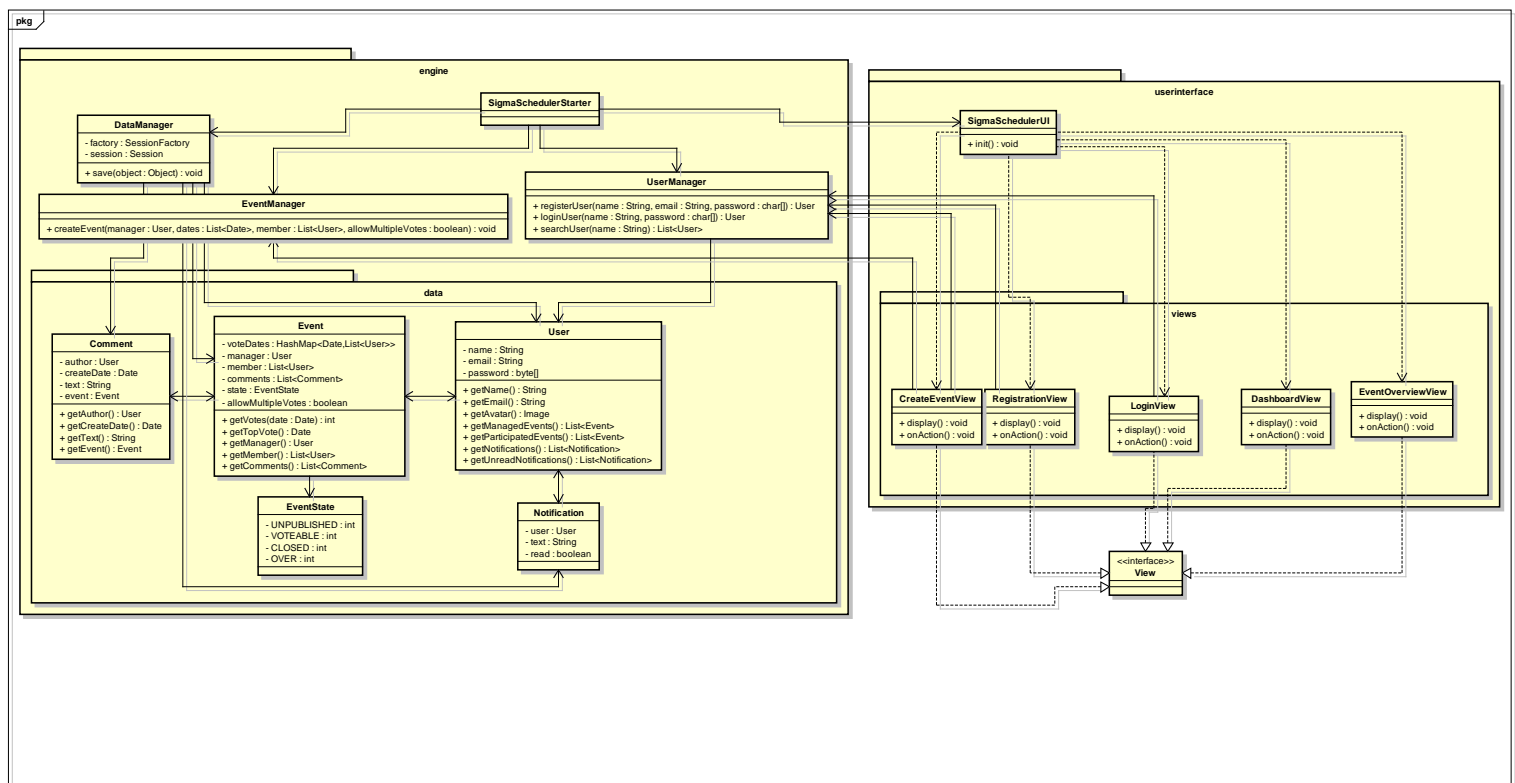 pkg
engine
SigmaSchedulerStarter
DataManager
- factory : SessionFactory
- session : Session
+ save(object : Object) : void
EventManager
+ createEvent(manager : User, dates : List<Date>, member : List<User>, allowMultipleVotes : boolean) : void
UserManager
+ registerUser(name : String, email : String, password : char[]) : User
+ loginUser(name : String, password : char[]) : User
+ searchUser(name : String) : List<User>
data
Comment
- author : User
- createDate : Date
- text : String
- event : Event
+ getAuthor() : User
+ getCreateDate() : Date
+ getText() : String
+ getEvent() : Event
Event
- voteDates : HashMap<Date,List<User>>
- manager : User
- member : List<User>
- comments : List<Comment>
- state : EventState
- allowMultipleVotes : boolean
+ getVotes(date : Date) : int
+ getTopVote() : Date
+ getManager() : User
+ getMember() : List<User>
+ getComments() : List<Comment>
User
- name : String
- email : String
- password : byte[]
+ getName() : String
+ getEmail() : String
+ getAvatar() : Image
+ getManagedEvents() : List<Event>
+ getParticipatedEvents() : List<Event>
+ getNotifications() : List<Notification>
+ getUnreadNotifications() : List<Notification>
EventState
- UNPUBLISHED : int
- VOTEABLE : int
- CLOSED : int
- OVER : int
Notification
- user : User
- text : String
- read : boolean
userinterface
SigmaSchedulerUI
+ init() : void
views
CreateEventView
+ display() : void
+ onAction() : void
RegistrationView
+ display() : void
+ onAction() : void
LoginView
+ display() : void
+ onAction() : void
DashboardView
+ display() : void
+ onAction() : void
EventOverviewView
+ display() : void
+ onAction() : void
<<interface>>
View